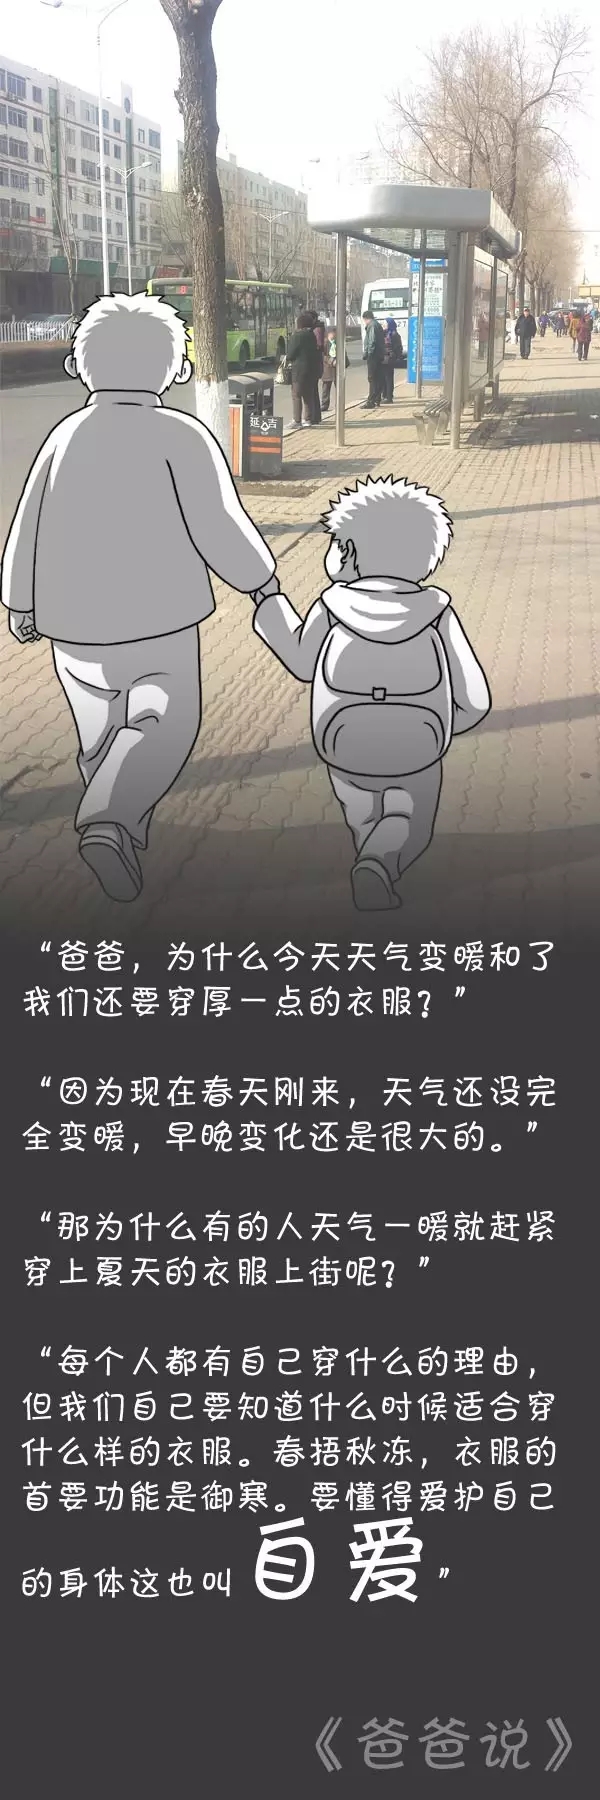 延吉
“爸爸，为什么今天天气变暖和了
我们还要穿厚一点的衣服？”
“因为现在春天刚来，天气还没完
全变暖，早晚变化还是很大的。”
“那为什么有的人天气一暖就赶紧
穿上夏天的衣服上街呢？”
“每个人都有自己穿什么的理由，
但我们自己要知道什么时候适合穿
什么样的衣服。春捂秋冻，衣服的
首要功能是御寒。要懂得爱护自己
的身体这也叫自爱”
《爸爸说》